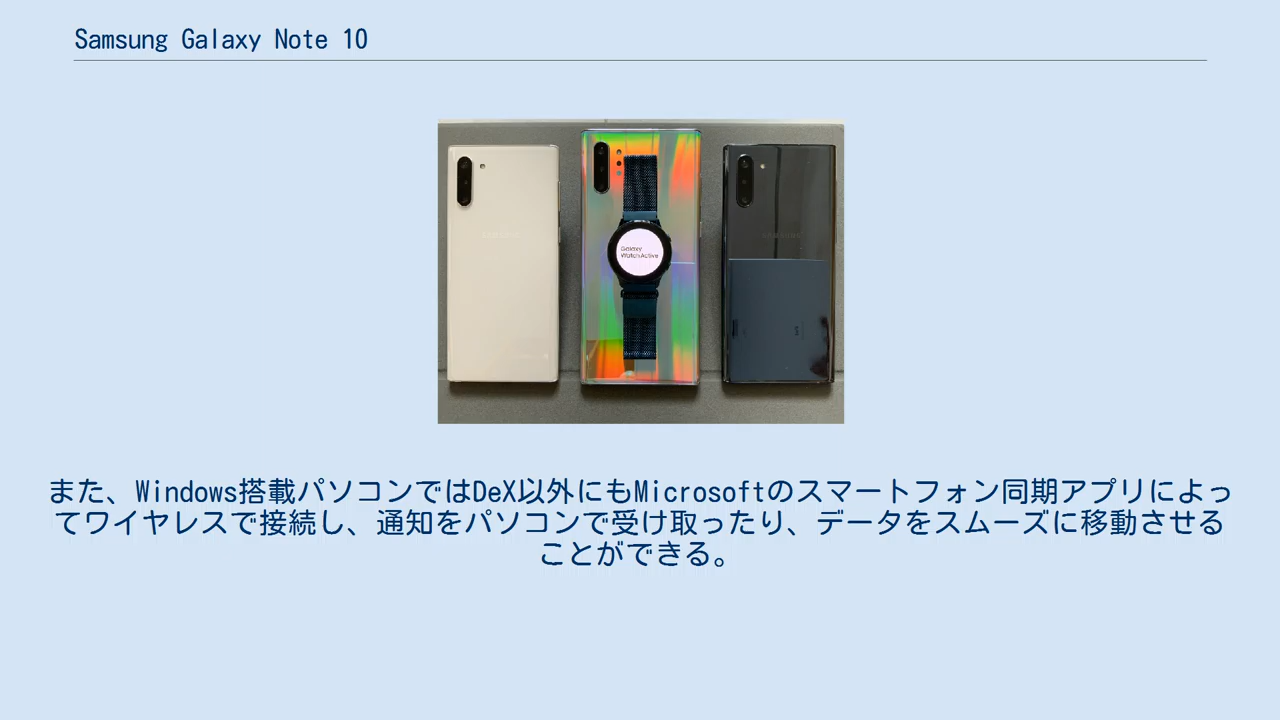 Samsung Galaxy Note 10
SAMSUNG
Galaxy
Watch Active
SAMSUNG
また、Windows搭載パソコンではDeX以外にもMicrosoftのスマートフォン同期アプリによっ
てワイヤレスで接続し、通知をパソコンで受け取ったり、データをスムーズに移動させる
ことができる。